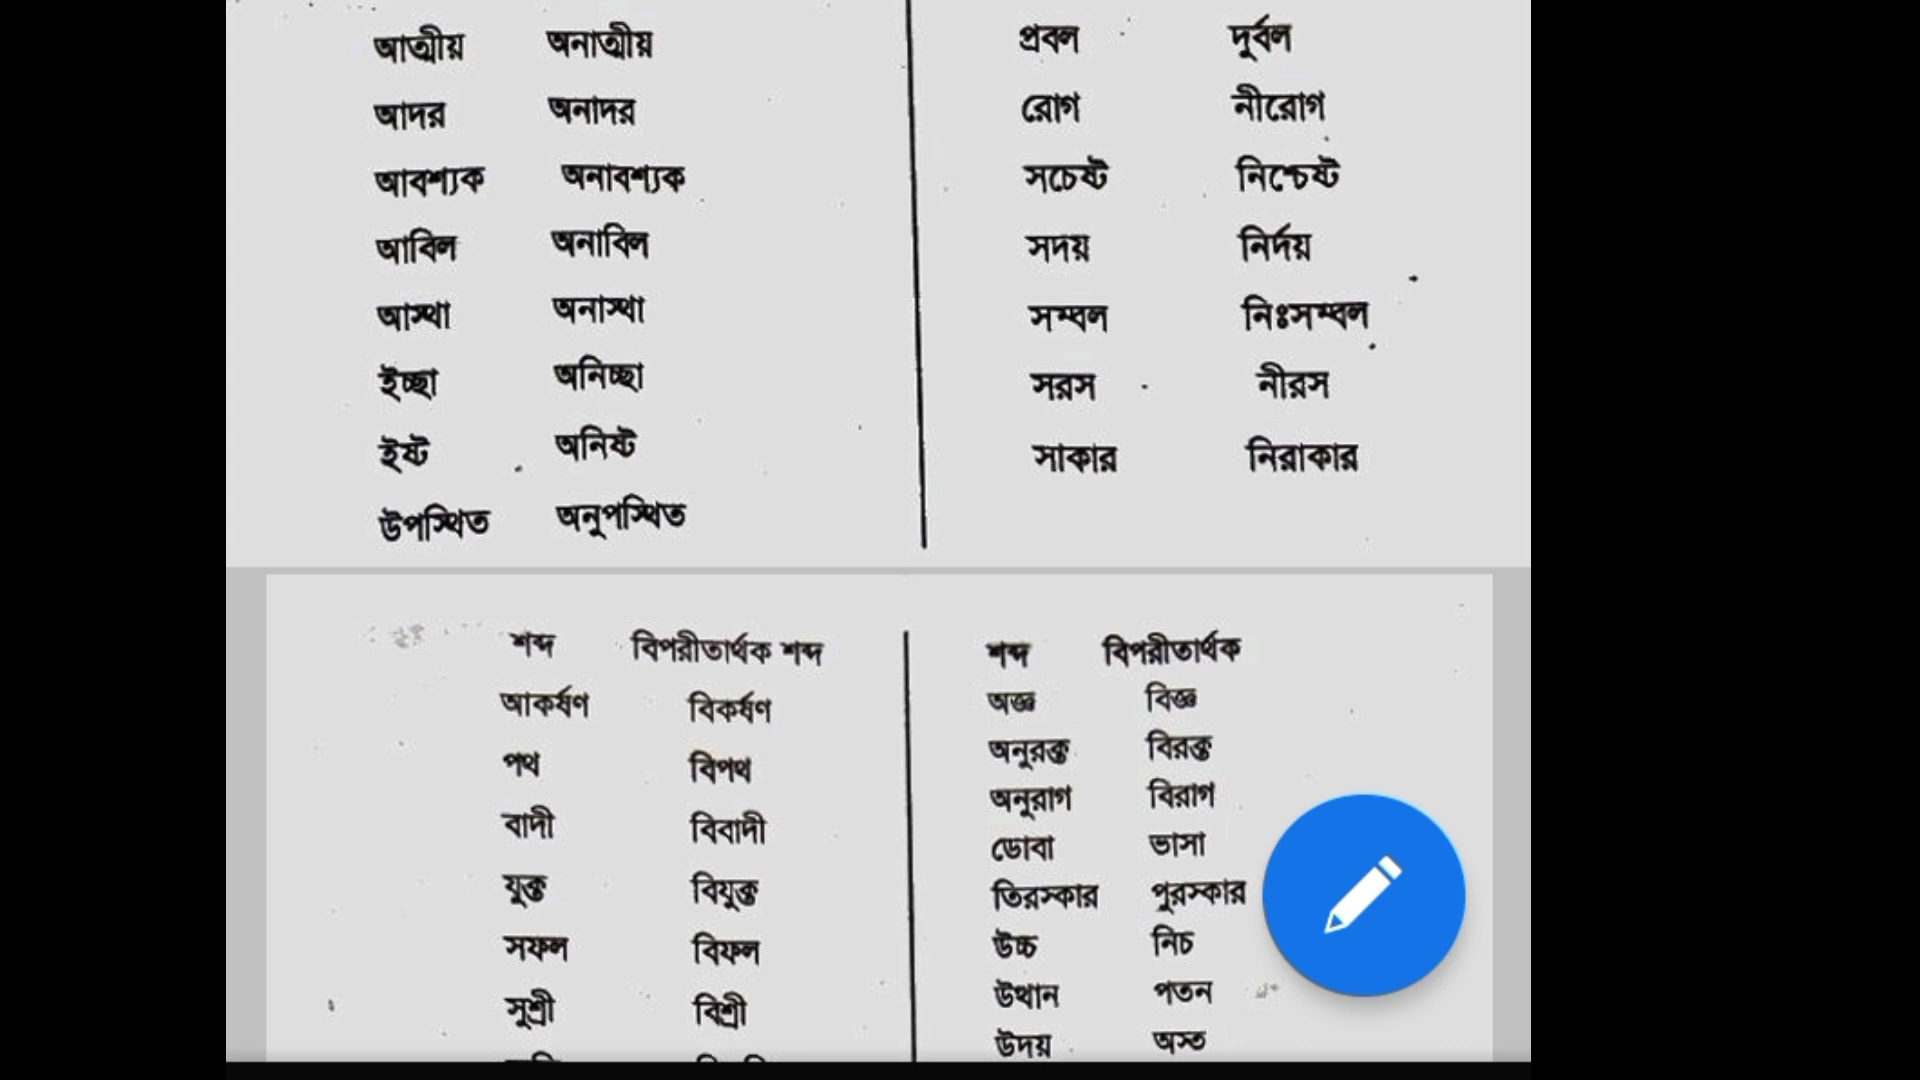 আত্মীয় অনাত্মীয়
আদর অনাদর
আবশ্যক অনাবশ্যক
আবিল অনাবিল
আস্থা অনাস্থা
ইচ্ছা অনিচ্ছা
ইষ্ট অনিষ্ট
উপস্থিত অনুপস্থিত
প্রবল দুর্বল
রোগ নীরোগ
সচেষ্ট নিশ্চেষ্ট
সদয় নির্দয়
সম্বল নিঃসম্বল
সরস নীরস
সাকার নিরাকার
শব্দ বিপরীতার্থক শব্দ
আকর্ষণ বিকর্ষণ
পথ বিপথ
বাদী বিবাদী
যুক্ত বিযুক্ত
সফল বিফল
সুশ্রী বিশ্রী
শব্দ বিপরীতার্থক
অজ্ঞ বিজ্ঞ
অনুরক্ত বিরক্ত
অনুরাগ বিরাগ
ডোবা ভাসা
তিরস্কার পুরস্কার
উচ্চ নিচ
উত্থান পতন
উদয় অস্ত